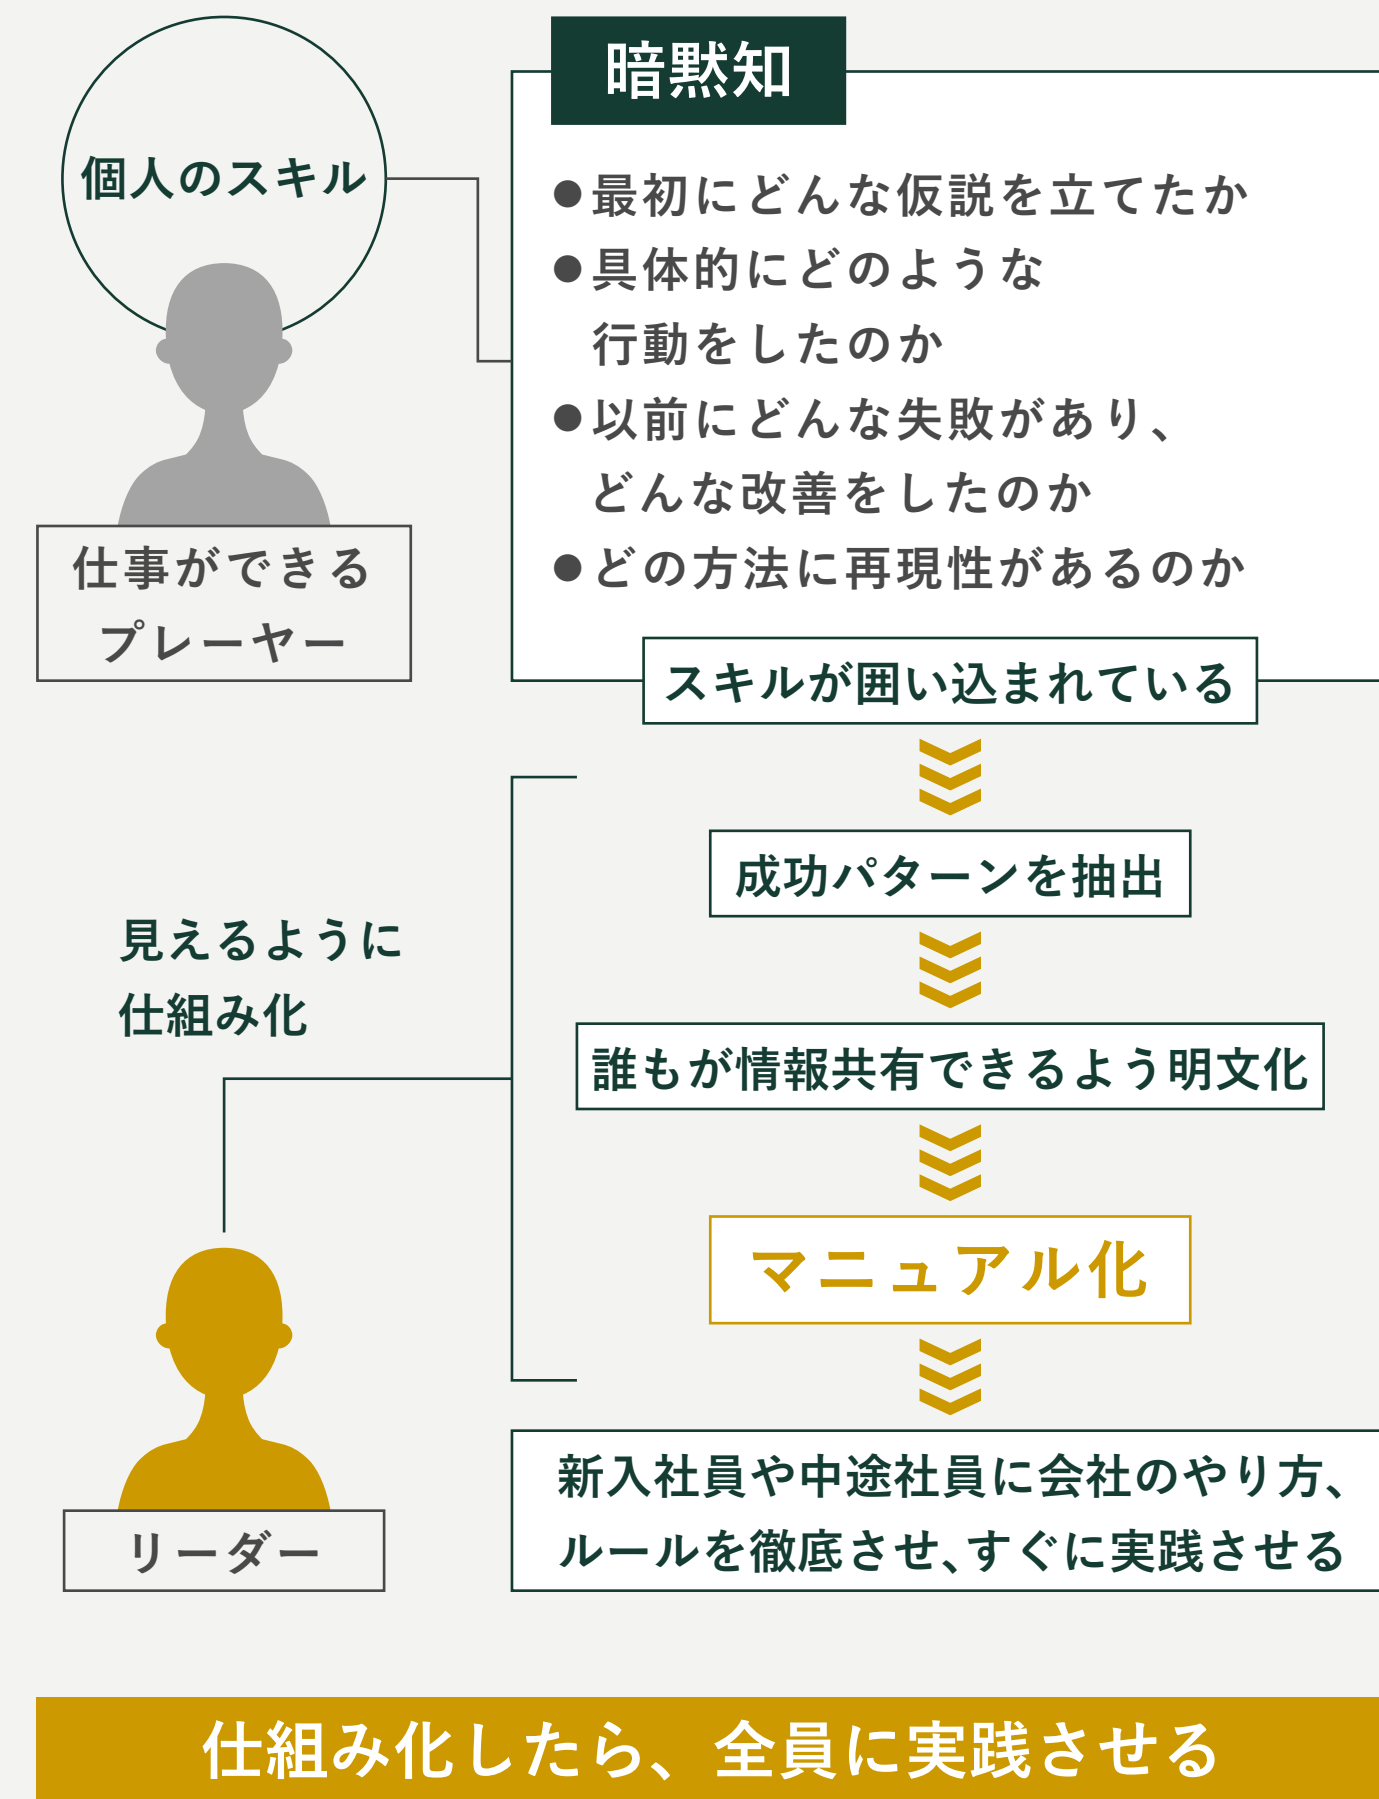 個人のスキル
仕事ができる
プレーヤー
暗黙知
●最初にどんな仮説を立てたか
●具体的にどのような
行動をしたのか
●以前にどんな失敗があり、
どんな改善をしたのか
●どの方法に再現性があるのか
スキルが囲い込まれている
成功パターンを抽出
見えるように
仕組み化
誰もが情報共有できるよう明文化
マニュアル化
リーダー
新入社員や中途社員に会社のやり方、
ルールを徹底させ、すぐに実践させる
仕組み化したら、全員に実践させる